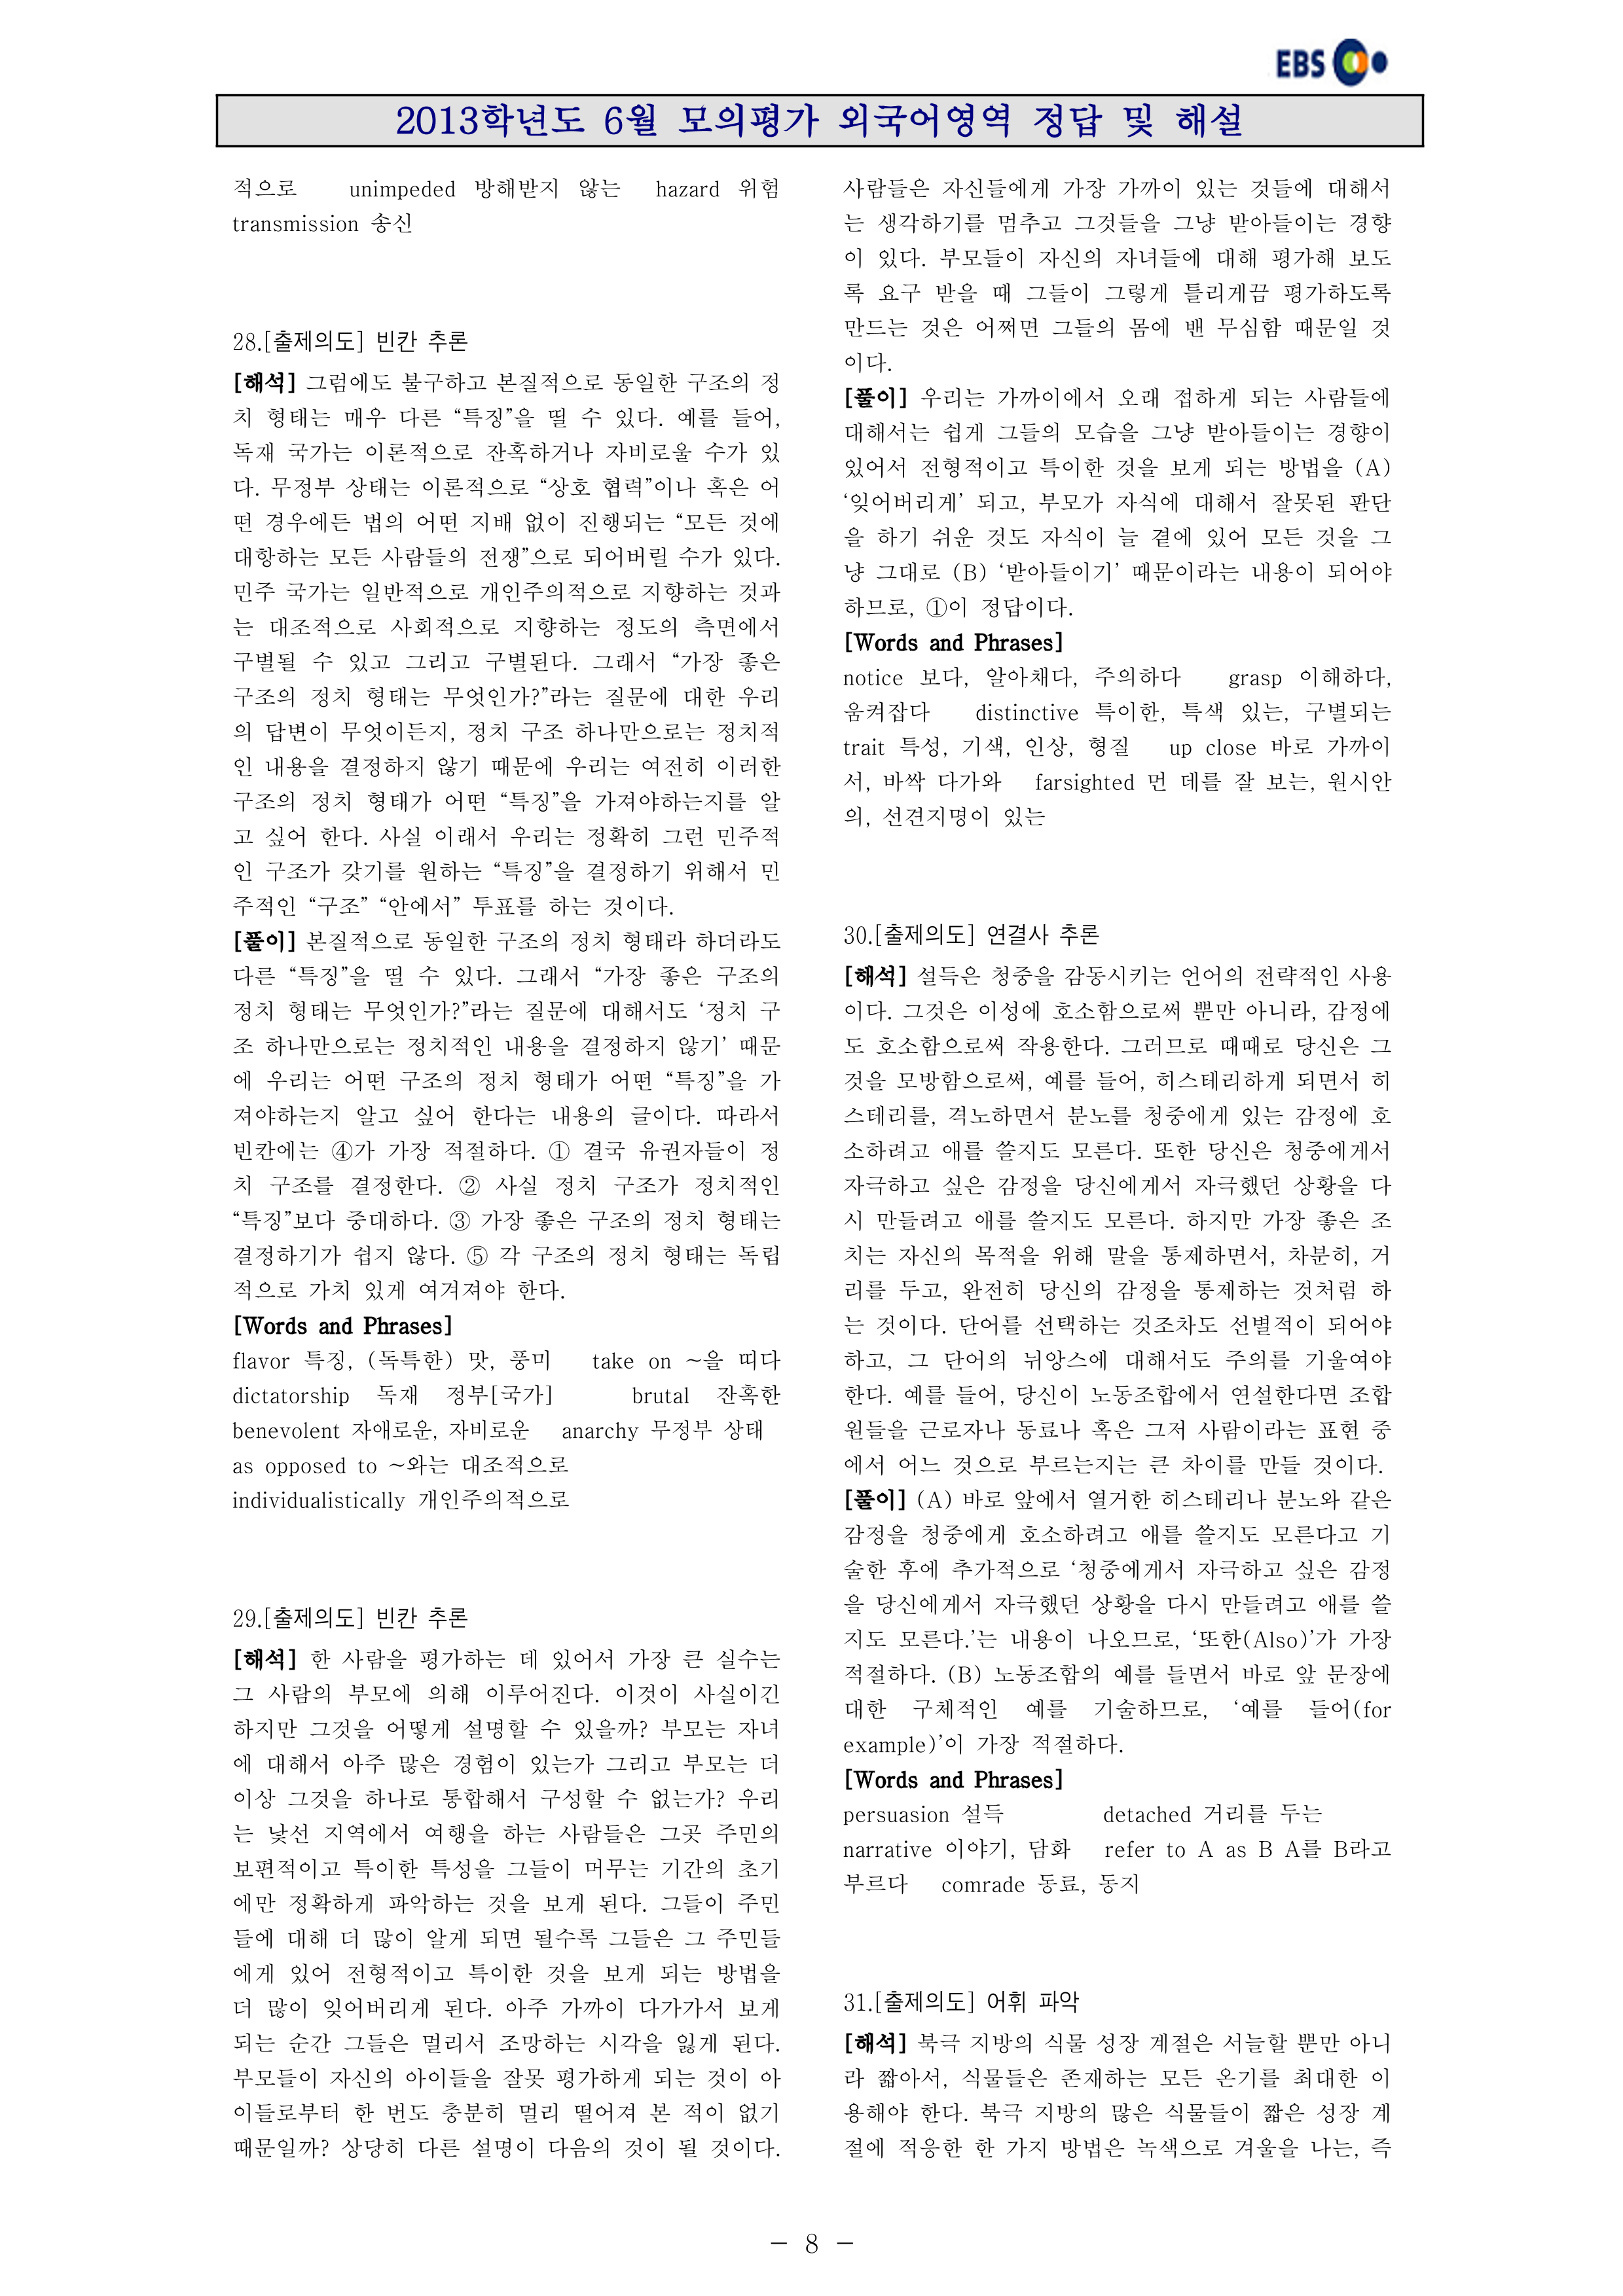 EBS
2013학년도 6월 모의평가 외국어영역 정답 및 해설
적으로 unimpeded 방해받지 않는 hazard 위험
transmission 송신
28.[출제의도] 빈칸 추론
[해석] 그럼에도 불구하고 본질적으로 동일한 구조의 정
치 형태는 매우 다른 “특징”을 띨 수 있다. 예를 들어,
독재 국가는 이론적으로 잔혹하거나 자비로울 수가 있
다. 무정부 상태는 이론적으로 “상호 협력”이나 혹은 어
떤 경우에든 법의 어떤 지배 없이 진행되는 “모든 것에
대항하는 모든 사람들의 전쟁”으로 되어버릴 수가 있다.
민주 국가는 일반적으로 개인주의적으로 지향하는 것과
는 대조적으로 사회적으로 지향하는 정도의 측면에서
구별될 수 있고 그리고 구별된다. 그래서 “가장 좋은
구조의 정치 형태는 무엇인가?”라는 질문에 대한 우리
의 답변이 무엇이든지, 정치 구조 하나만으로는 정치적
인 내용을 결정하지 않기 때문에 우리는 여전히 이러한
구조의 정치 형태가 어떤 “특징”을 가져야하는지를 알
고 싶어 한다. 사실 이래서 우리는 정확히 그런 민주적
인 구조가 갖기를 원하는 “특징”을 결정하기 위해서 민
주적인 “구조” “안에서” 투표를 하는 것이다.
[풀이] 본질적으로 동일한 구조의 정치 형태라 하더라도
다른 “특징”을 띨 수 있다. 그래서 “가장 좋은 구조의
정치 형태는 무엇인가?”라는 질문에 대해서도 ‘정치 구
조 하나만으로는 정치적인 내용을 결정하지 않기’ 때문
에 우리는 어떤 구조의 정치 형태가 어떤 “특징”을 가
져야하는지 알고 싶어 한다는 내용의 글이다. 따라서
빈칸에는 ④가 가장 적절하다. ① 결국 유권자들이 정
치 구조를 결정한다. ② 사실 정치 구조가 정치적인
“특징”보다 중대하다. ③ 가장 좋은 구조의 정치 형태는
결정하기가 쉽지 않다. ⑤ 각 구조의 정치 형태는 독립
적으로 가치 있게 여겨져야 한다.
[Words and Phrases]
flavor 특징, (독특한) 맛, 풍미 take on ~을 띠다
dictatorship 독재 정부[국가] brutal 잔혹한
benevolent 자애로운, 자비로운 anarchy 무정부 상태
as opposed to ~와는 대조적으로
individualistically 개인주의적으로
29.[출제의도] 빈칸 추론
[해석] 한 사람을 평가하는 데 있어서 가장 큰 실수는
그 사람의 부모에 의해 이루어진다. 이것이 사실이긴
하지만 그것을 어떻게 설명할 수 있을까? 부모는 자녀
에 대해서 아주 많은 경험이 있는가 그리고 부모는 더
이상 그것을 하나로 통합해서 구성할 수 없는가? 우리
는 낯선 지역에서 여행을 하는 사람들은 그곳 주민의
보편적이고 특이한 특성을 그들이 머무는 기간의 초기
에만 정확하게 파악하는 것을 보게 된다. 그들이 주민
들에 대해 더 많이 알게 되면 될수록 그들은 그 주민들
에게 있어 전형적이고 특이한 것을 보게 되는 방법을
더 많이 잊어버리게 된다. 아주 가까이 다가가서 보게
되는 순간 그들은 멀리서 조망하는 시각을 잃게 된다.
부모들이 자신의 아이들을 잘못 평가하게 되는 것이 아
이들로부터 한 번도 충분히 멀리 떨어져 본 적이 없기
때문일까? 상당히 다른 설명이 다음의 것이 될 것이다.
사람들은 자신들에게 가장 가까이 있는 것들에 대해서
는 생각하기를 멈추고 그것들을 그냥 받아들이는 경향
이 있다. 부모들이 자신의 자녀들에 대해 평가해 보도
록 요구 받을 때 그들이 그렇게 틀리게끔 평가하도록
만드는 것은 어쩌면 그들의 몸에 밴 무심함 때문일 것
이다.
[풀이] 우리는 가까이에서 오래 접하게 되는 사람들에
대해서는 쉽게 그들의 모습을 그냥 받아들이는 경향이
있어서 전형적이고 특이한 것을 보게 되는 방법을 (A)
‘잊어버리게’ 되고, 부모가 자식에 대해서 잘못된 판단
을 하기 쉬운 것도 자식이 늘 곁에 있어 모든 것을 그
냥 그대로 (B) ‘받아들이기’ 때문이라는 내용이 되어야
하므로, ①이 정답이다.
[Words and Phrases]
notice 보다, 알아채다, 주의하다 grasp 이해하다,
움켜잡다 distinctive 특이한, 특색 있는, 구별되는
trait 특성, 기색, 인상, 형질 up close 바로 가까이
서, 바싹 다가와 farsighted 먼 데를 잘 보는, 원시안
의, 선견지명이 있는
30.[출제의도] 연결사 추론
[해석] 설득은 청중을 감동시키는 언어의 전략적인 사용
이다. 그것은 이성에 호소함으로써 뿐만 아니라, 감정에
도 호소함으로써 작용한다. 그러므로 때때로 당신은 그
것을 모방함으로써, 예를 들어, 히스테리하게 되면서 히
스테리를, 격노하면서 분노를 청중에게 있는 감정에 호
소하려고 애를 쓸지도 모른다. 또한 당신은 청중에게서
자극하고 싶은 감정을 당신에게서 자극했던 상황을 다
시 만들려고 애를 쓸지도 모른다. 하지만 가장 좋은 조
치는 자신의 목적을 위해 말을 통제하면서, 차분히, 거
리를 두고, 완전히 당신의 감정을 통제하는 것처럼 하
는 것이다. 단어를 선택하는 것조차도 선별적이 되어야
하고, 그 단어의 뉘앙스에 대해서도 주의를 기울여야
한다. 예를 들어, 당신이 노동조합에서 연설한다면 조합
원들을 근로자나 동료나 혹은 그저 사람이라는 표현 중
에서 어느 것으로 부르는지는 큰 차이를 만들 것이다.
[풀이] (A) 바로 앞에서 열거한 히스테리나 분노와 같은
감정을 청중에게 호소하려고 애를 쓸지도 모른다고 기
술한 후에 추가적으로 ‘청중에게서 자극하고 싶은 감정
을 당신에게서 자극했던 상황을 다시 만들려고 애를 쓸
지도 모른다.’는 내용이 나오므로, ‘또한(Also)’가 가장
적절하다. (B) 노동조합의 예를 들면서 바로 앞 문장에
대한 구체적인 예를 기술하므로, ‘예를 들어(for
example)’이 가장 적절하다.
[Words and Phrases]
persuasion 설득 detached 거리를 두는
narrative 이야기, 담화 refer to A as B A를 B라고
부르다 comrade 동료, 동지
31.[출제의도] 어휘 파악
[해석] 북극 지방의 식물 성장 계절은 서늘할 뿐만 아니
라 짧아서, 식물들은 존재하는 모든 온기를 최대한 이
용해야 한다. 북극 지방의 많은 식물들이 짧은 성장 계
절에 적응한 한 가지 방법은 녹색으로 겨울을 나는, 즉
- 8 -